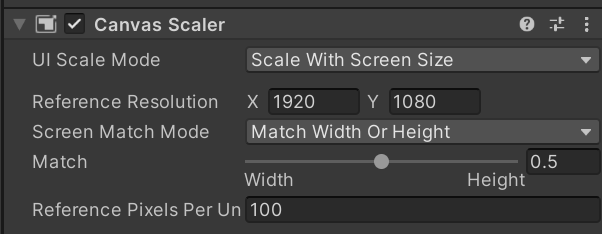 Canvas Scaler
UI Scale Mode Scale With Screen Size
Reference Resolution X 1920 Y 1080
Screen Match Mode Match Width Or Height
Match 0.5
Width Height
Reference Pixels Per Un 100